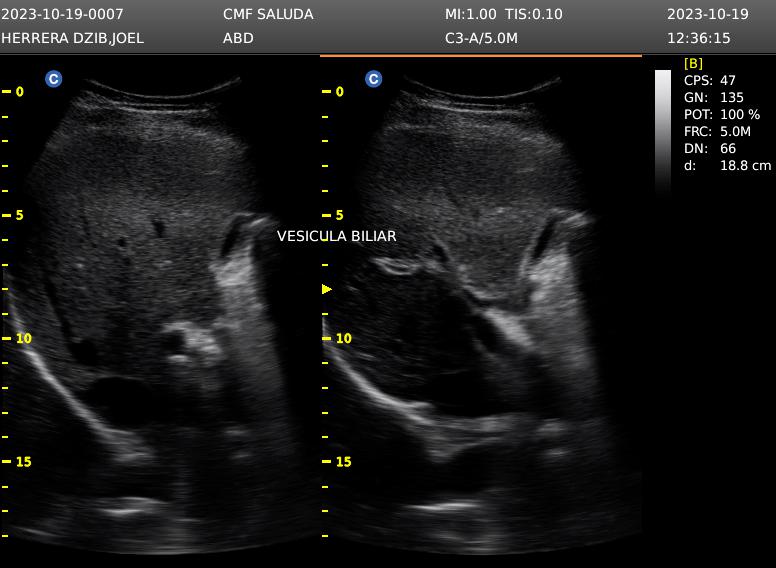 2023-10-19-0007 CMF SALUDA MI:1.00 TIS:0.10 2023-10-19
HERRERA DZIB,JOEL ABD C3-A/5.0M 12:36:15
C C
[B]
CPS: 47
GN: 135
POT: 100 %
FRC: 5.0M
DN: 66
d: 18.8 cm
0 0
5 5
VESICULA BILIAR
10 10
15 15